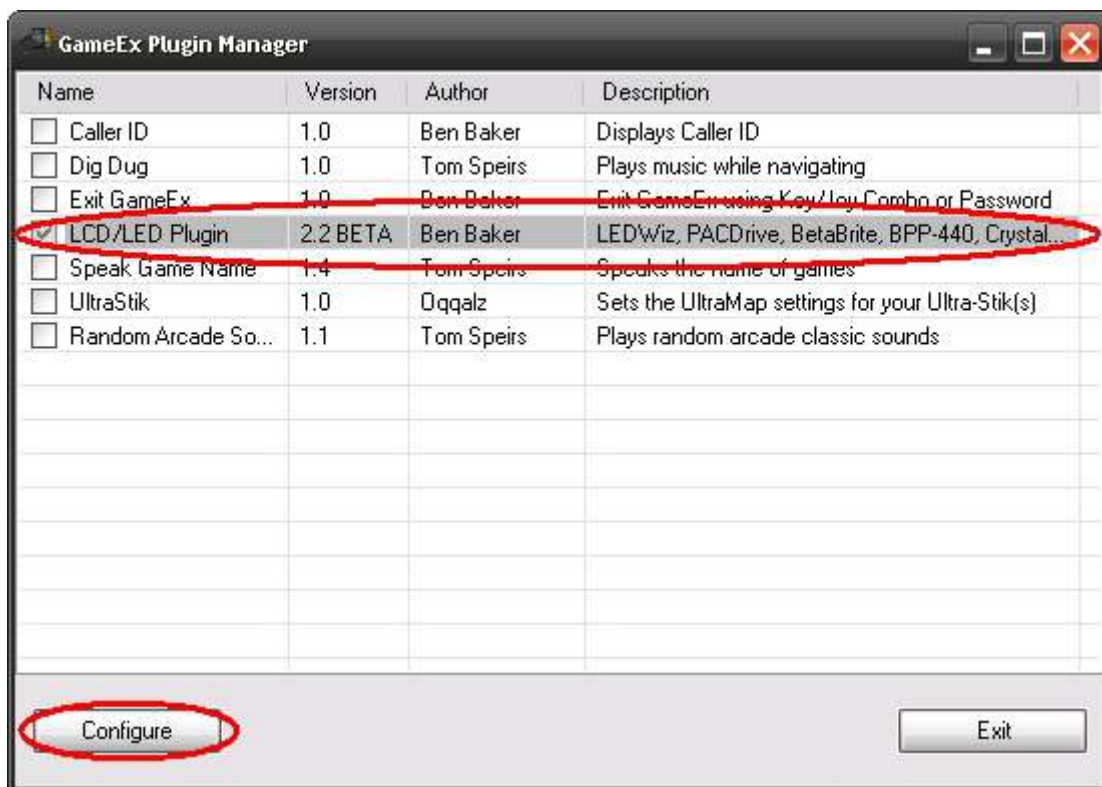 GameEx Plugin Manager
Name Version Author Description
Caller ID 1.0 Ben Baker Displays Caller ID
Dig Dug 1.0 Tom Speirs Plays music while navigating
Exit GameEx 1.0 Ben Baker Exit GameEx using Key/Joy Combo or Password
LCD/LED Plugin 2.2 BETA Ben Baker LEDWiz, PACDrive, BetaBrite, BPP-440, Crystal...
Speak Game Name 1.4 Tom Speirs Speaks the name of games
UltraStik 1.0 Oqqalz Sets the UltraMap settings for your Ultra-Stik(s)
Random Arcade So... 1.1 Tom Speirs Plays random arcade classic sounds
Configure Exit